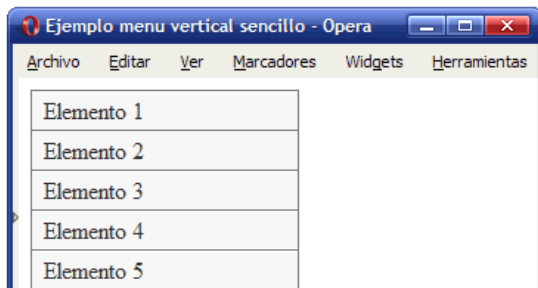 Ejemplo menu vertical sencillo - Opera
Archivo Editar Ver Marcadores Widgets Herramientas
Elemento 1
Elemento 2
Elemento 3
Elemento 4
Elemento 5